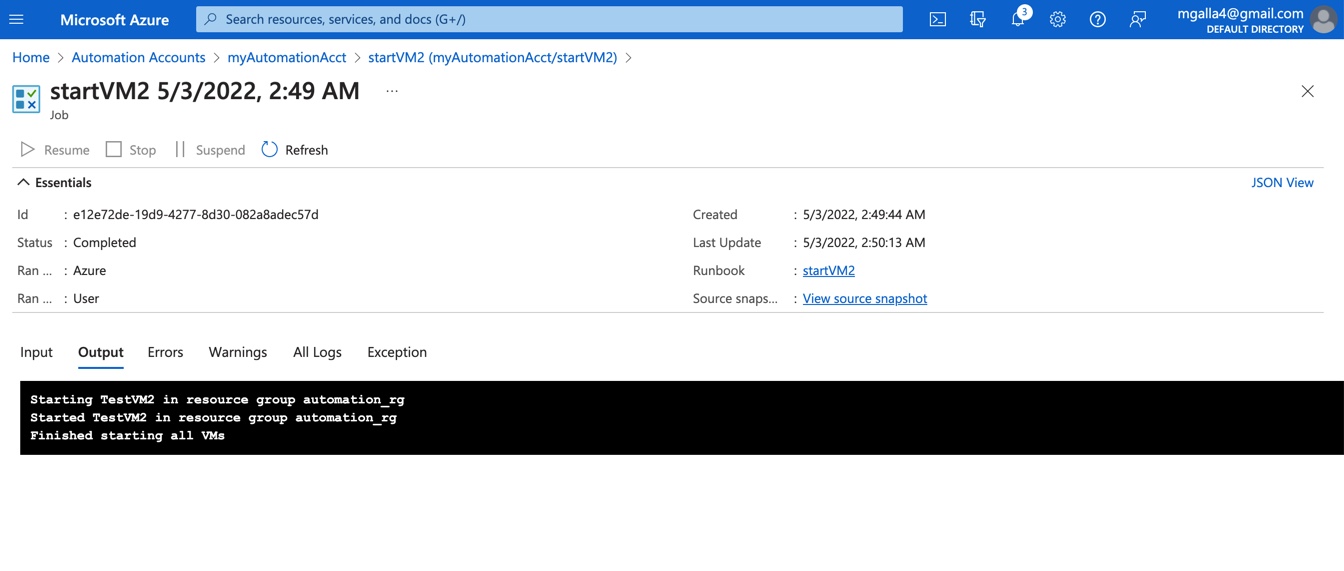 Microsoft Azure
Search resources, services, and docs (G+/)
3
mgalla4@gmail.com
DEFAULT DIRECTORY
Home > Automation Accounts > myAutomationAcct > startVM2 (myAutomationAcct/startVM2) >
startVM2 5/3/2022, 2:49 AM ...
Job
Resume Stop Suspend Refresh
Essentials
JSON View
Id : e12e72de-19d9-4277-8d30-082a8adec57d
Status : Completed
Ran ... : Azure
Ran ... : User
Created : 5/3/2022, 2:49:44 AM
Last Update : 5/3/2022, 2:50:13 AM
Runbook : startVM2
Source snaps... : View source snapshot
Input Output Errors Warnings All Logs Exception
Starting TestVM2 in resource group automation_rg
Started TestVM2 in resource group automation_rg
Finished starting all VMs